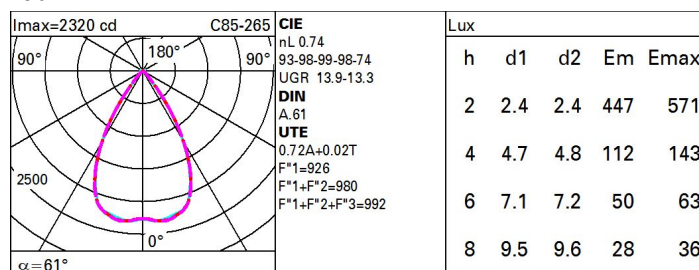 Imax=2320 cd C85-265
90° 180° 90°
2500
0°
α=61°
CIE
nL 0.74
93-98-99-98-74
UGR 13.9-13.3
DIN
A.61
UTE
0.72A+0.02T
F"1=926
F"1+F"2=980
F"1+F"2+F"3=992
Lux
h d1 d2 Em Emax
2 2.4 2.4 447 571
4 4.7 4.8 112 143
6 7.1 7.2 50 63
8 9.5 9.6 28 36